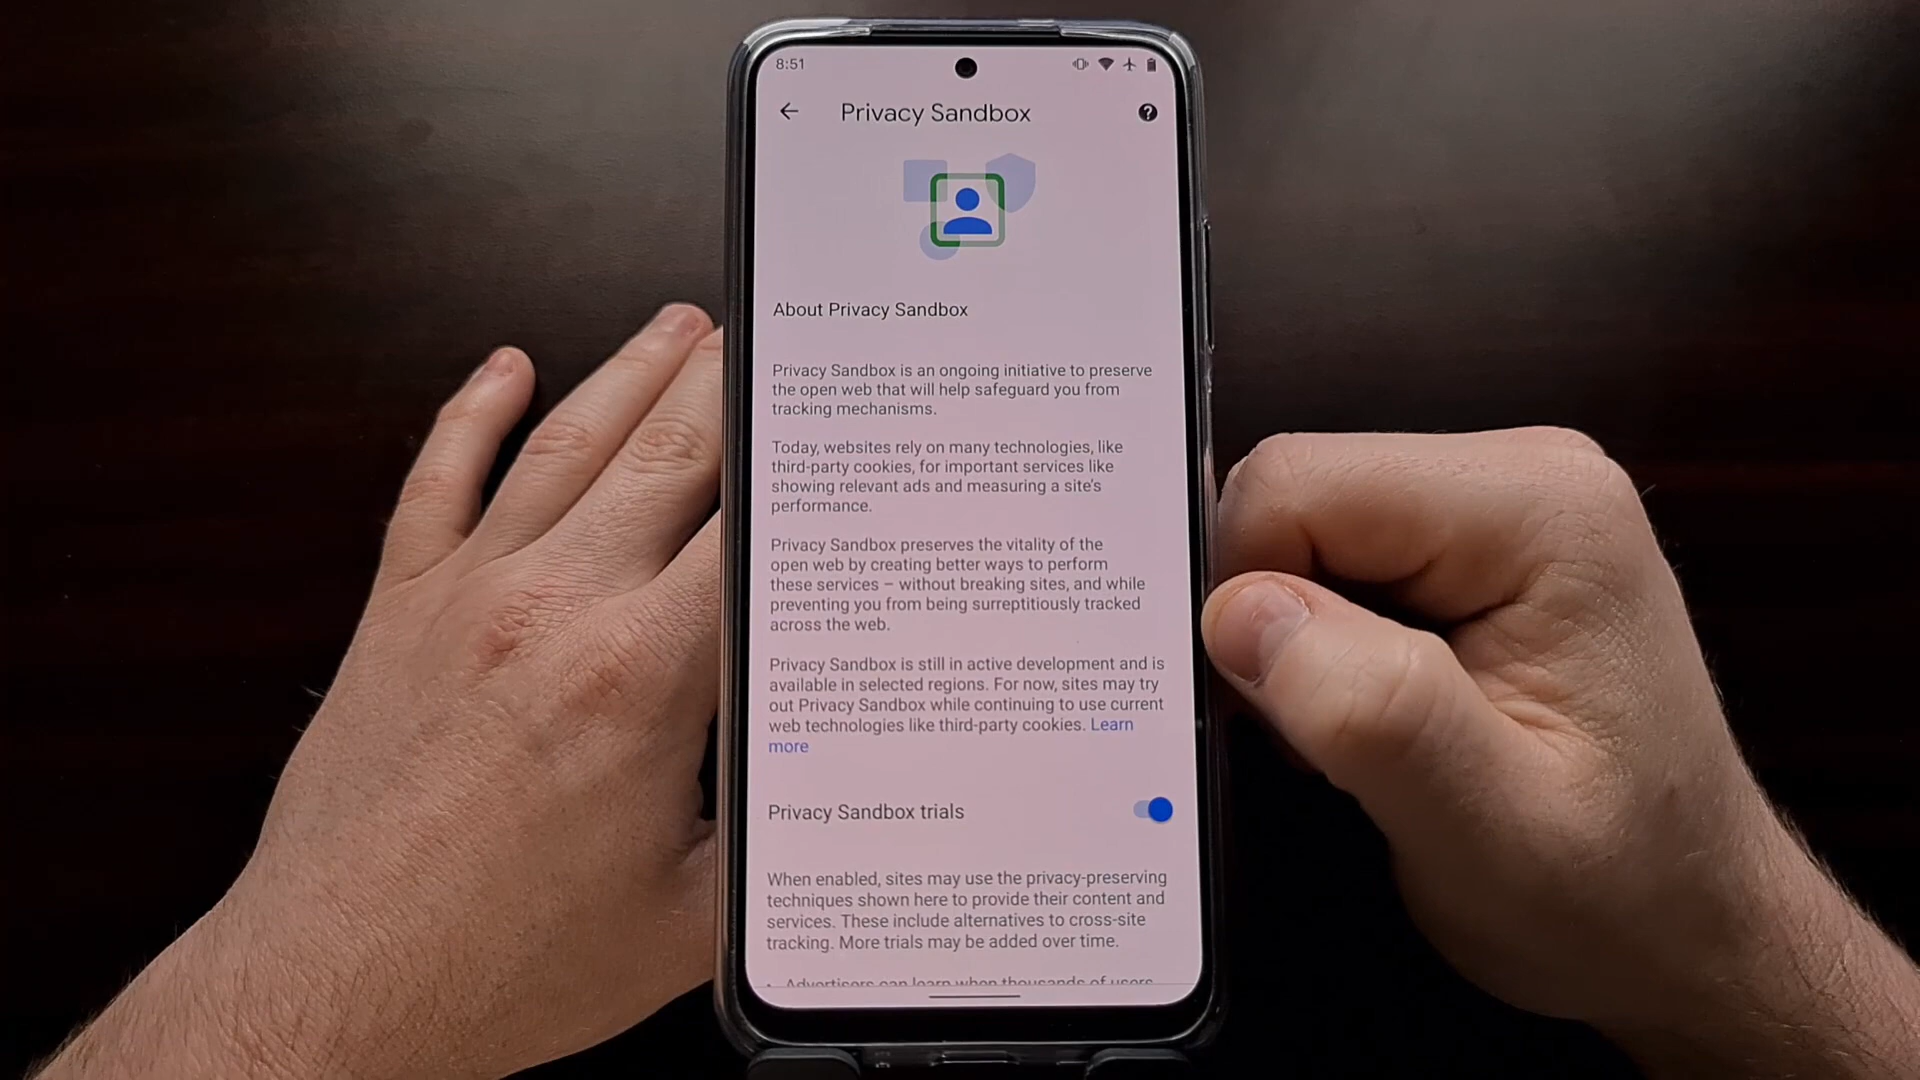 8:51
Privacy Sandbox
About Privacy Sandbox
Privacy Sandbox is an ongoing initiative to preserve
the open web that will help safeguard you from
tracking mechanisms.
Today, websites rely on many technologies, like
third-party cookies, for important services like
showing relevant ads and measuring a site's
performance.
Privacy Sandbox preserves the vitality of the
open web by creating better ways to perform
these services – without breaking sites, and while
preventing you from being surreptitiously tracked
across the web.
Privacy Sandbox is still in active development and is
available in selected regions. For now, sites may try
out Privacy Sandbox while continuing to use current
web technologies like third-party cookies. Learn
more
Privacy Sandbox trials
When enabled, sites may use the privacy-preserving
techniques shown here to provide their content and
services. These include alternatives to cross-site
tracking. More trials may be added over time.
· Advertisers can learn when thousands of users